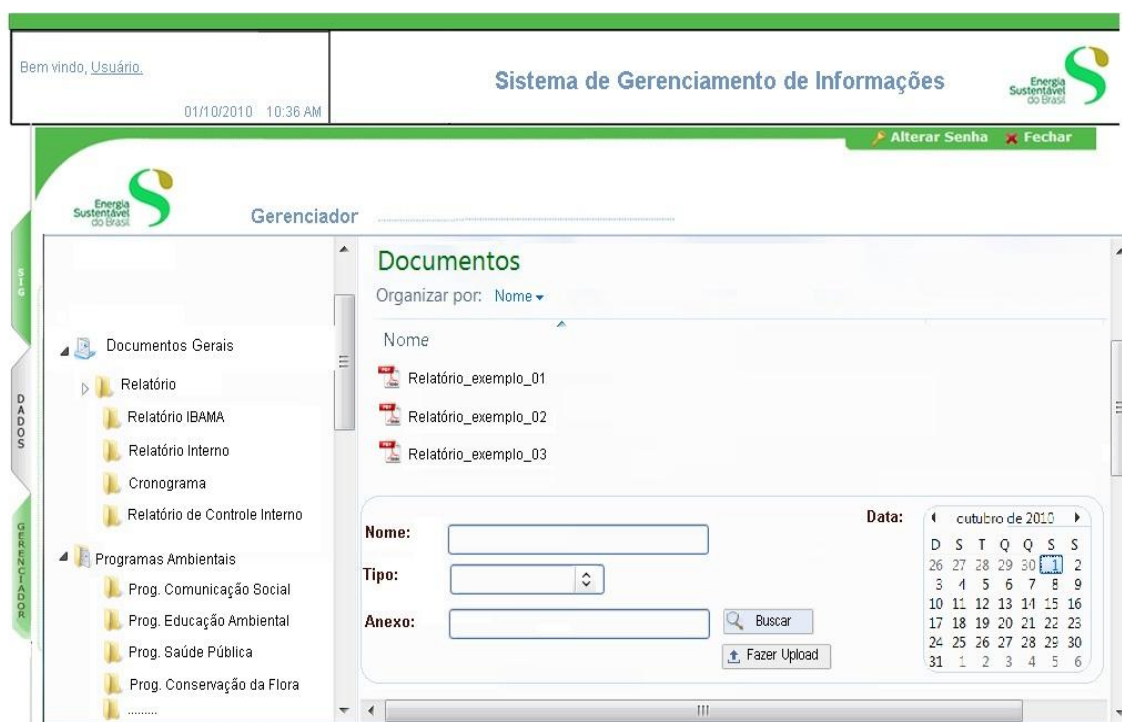 Bem vindo, Usuário.
01/10/2010 10:36 AM
Sistema de Gerenciamento de Informações
Energia
Sustentável
do Brasil
Alterar Senha
Fechar
Energia
Sustentável
do Brasil
Gerenciador
SIG
DADOS
GERENCIADOR
Documentos Gerais
Relatório
Relatório IBAMA
Relatório Interno
Cronograma
Relatório de Controle Interno
Programas Ambientais
Prog. Comunicação Social
Prog. Educação Ambiental
Prog. Saúde Pública
Prog. Conservação da Flora
.........
Documentos
Organizar por: Nome
Nome
Relatório_exemplo_01
Relatório_exemplo_02
Relatório_exemplo_03
Nome:
Tipo:
Anexo:
Buscar
Fazer Upload
Data:
outubro de 2010
D S T Q Q S S
26 27 28 29 30 1 2
3 4 5 6 7 8 9
10 11 12 13 14 15 16
17 18 19 20 21 22 23
24 25 26 27 28 29 30
31 1 2 3 4 5 6